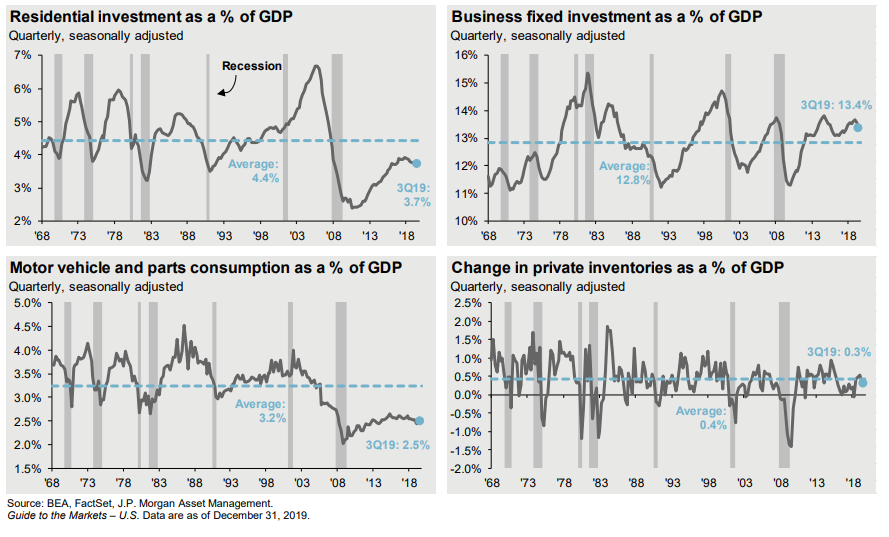 Residential investment as a % of GDP
Quarterly, seasonally adjusted
7%
6%
5%
4%
3%
2%
Recession
Average:
4.4%
3Q19:
3.7%
'68 '73 '78 '83 '88 '93 '98 '03 '08 '13 '18
Business fixed investment as a % of GDP
Quarterly, seasonally adjusted
16%
15%
14%
13%
12%
11%
10%
3Q19: 13.4%
Average:
12.8%
'68 '73 '78 '83 '88 '93 '98 '03 '08 '13 '18
Motor vehicle and parts consumption as a % of GDP
Quarterly, seasonally adjusted
5.0%
4.5%
4.0%
3.5%
3.0%
2.5%
2.0%
1.5%
Average:
3.2%
3Q19: 2.5%
'68 '73 '78 '83 '88 '93 '98 '03 '08 '13 '18
Change in private inventories as a % of GDP
Quarterly, seasonally adjusted
2.5%
2.0%
1.5%
1.0%
0.5%
0.0%
-0.5%
-1.0%
-1.5%
-2.0%
3Q19: 0.3%
Average:
0.4%
'68 '73 '78 '83 '88 '93 '98 '03 '08 '13 '18
Source: BEA, FactSet, J.P. Morgan Asset Management.
Guide to the Markets – U.S. Data are as of December 31, 2019.